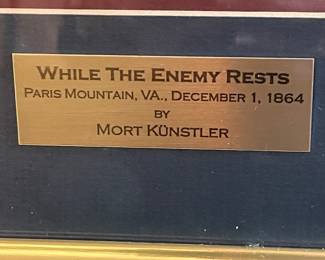 While The Enemy Rests
Paris Mountain, VA., December 1, 1864
by
Mort Künstler